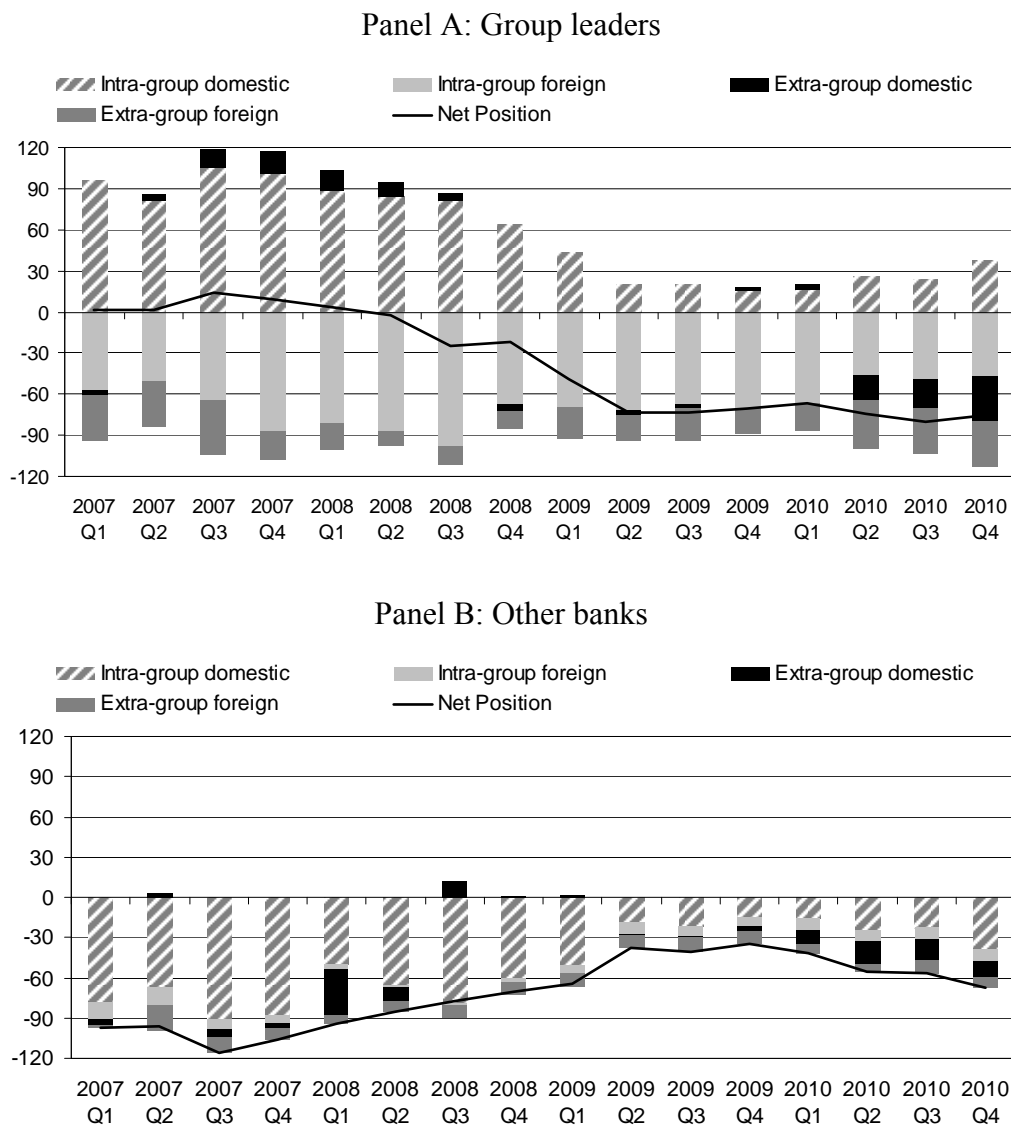 Panel A: Group leaders
Intra-group domestic Intra-group foreign Extra-group domestic
Extra-group foreign Net Position
120
90
60
30
0
-30
-60
-90
-120
2007 2007 2007 2007 2008 2008 2008 2008 2009 2009 2009 2009 2010 2010 2010 2010
Q1 Q2 Q3 Q4 Q1 Q2 Q3 Q4 Q1 Q2 Q3 Q4 Q1 Q2 Q3 Q4
Panel B: Other banks
Intra-group domestic Intra-group foreign Extra-group domestic
Extra-group foreign Net Position
120
90
60
30
0
-30
-60
-90
-120
2007 2007 2007 2007 2008 2008 2008 2008 2009 2009 2009 2009 2010 2010 2010 2010
Q1 Q2 Q3 Q4 Q1 Q2 Q3 Q4 Q1 Q2 Q3 Q4 Q1 Q2 Q3 Q4